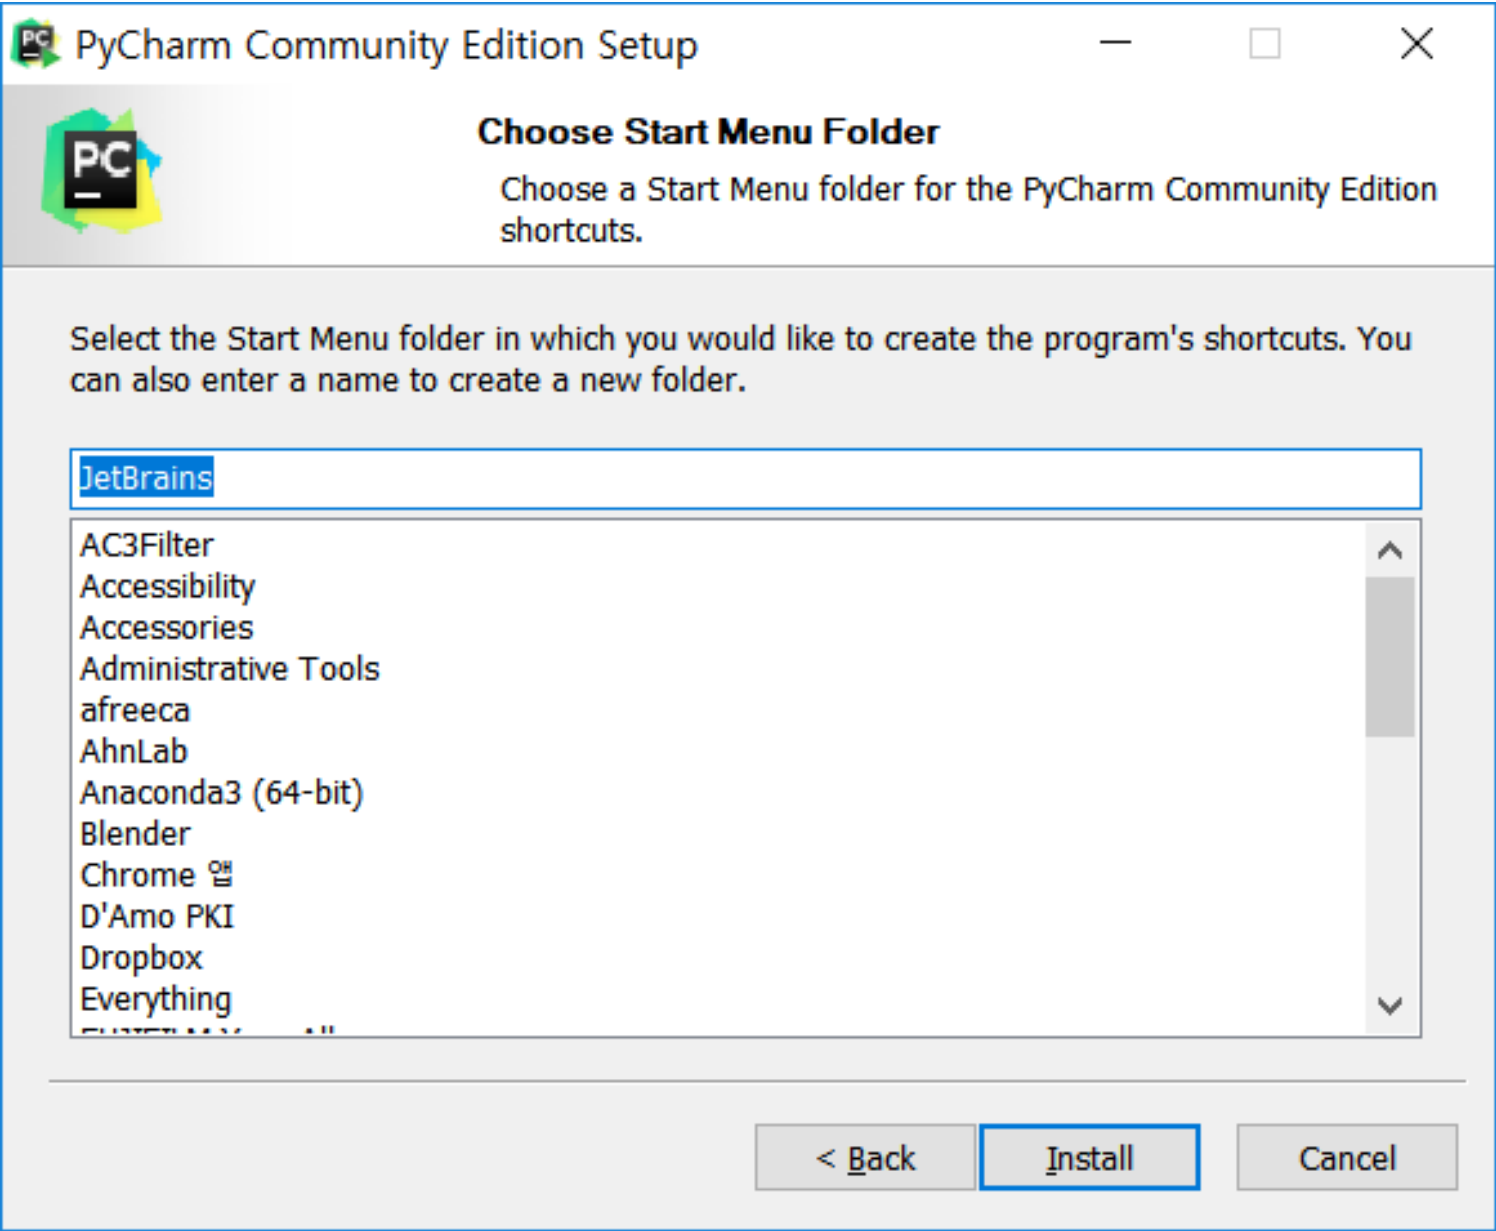 PyCharm Community Edition Setup
PC
Choose Start Menu Folder
Choose a Start Menu folder for the PyCharm Community Edition
shortcuts.
Select the Start Menu folder in which you would like to create the program's shortcuts. You
can also enter a name to create a new folder.
JetBrains
AC3Filter
Accessibility
Accessories
Administrative Tools
afreeca
AhnLab
Anaconda3 (64-bit)
Blender
Chrome 앱
D'Amo PKI
Dropbox
Everything
< Back
Install
Cancel